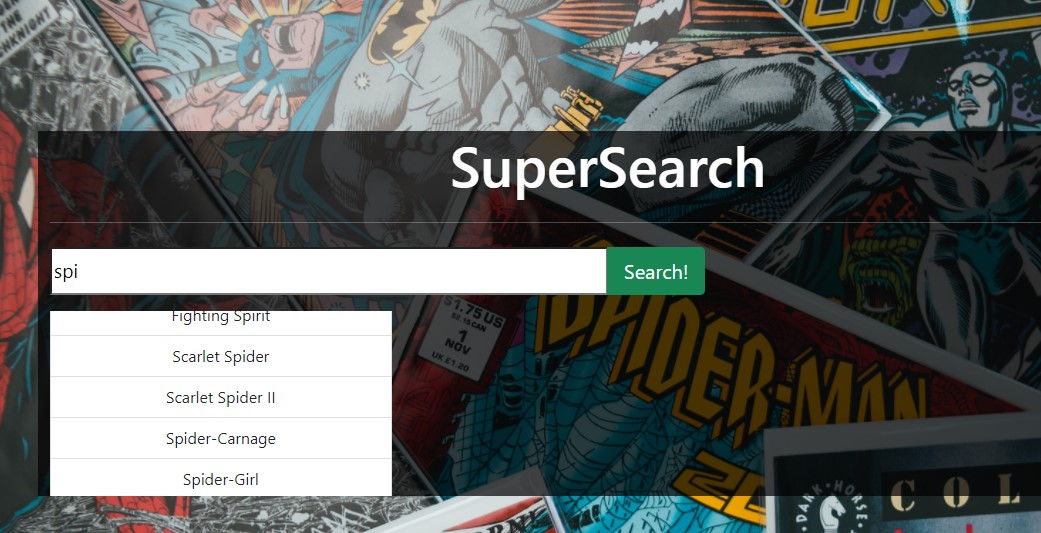 SuperSearch
spi
Search!
Fighting Spirit
Scarlet Spider
Scarlet Spider II
Spider-Carnage
Spider-Girl
$1.75 US
$2.15 CAN
1
NOV
UK £1.20
SPIDER-MAN
DARK HORSE
COL